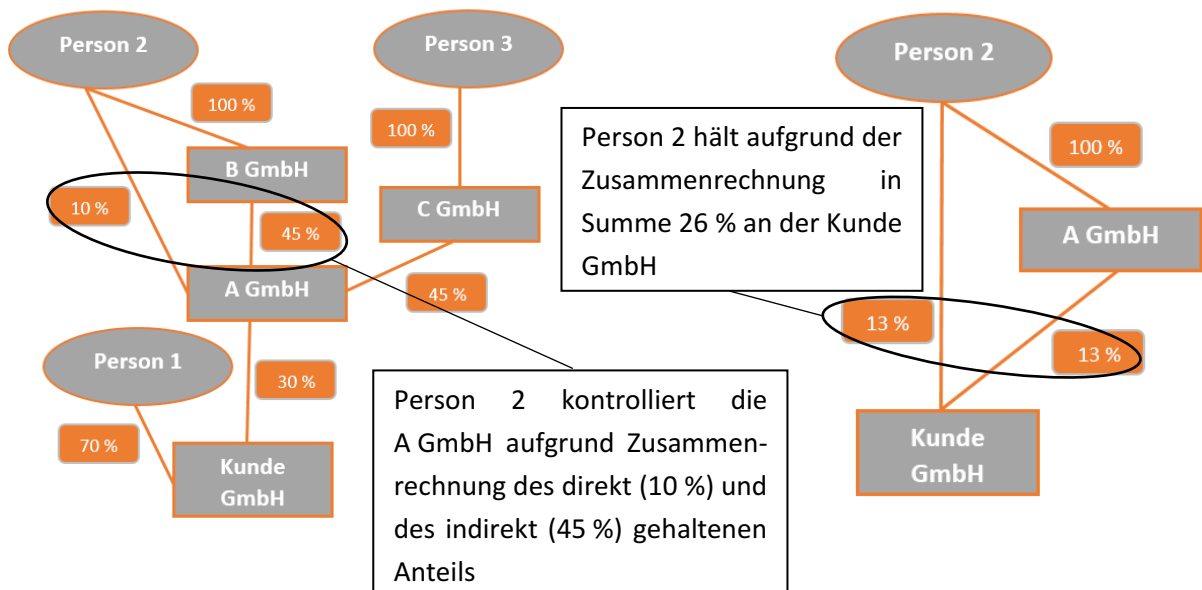 Person 2
Person 3
100 %
100 %
B GmbH
10 %
C GmbH
45 %
A GmbH
45 %
Person 1
30 %
70 %
Kunde
GmbH
Person 2 kontrolliert die
A GmbH aufgrund Zusammen-
rechnung des direkt (10 %) und
des indirekt (45 %) gehaltenen
Anteils
Person 2
Person 2 hält aufgrund der
Zusammenrechnung in
Summe 26 % an der Kunde
GmbH
100 %
A GmbH
13 %
13 %
Kunde
GmbH